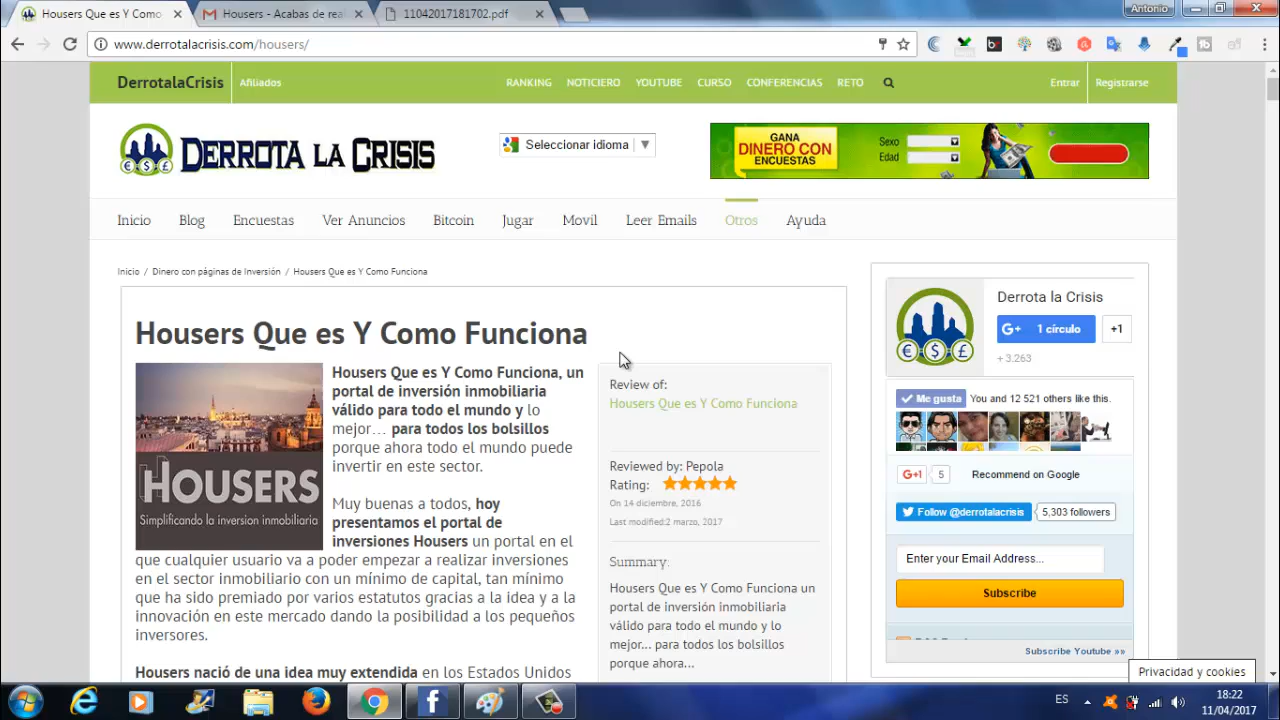 Housers Que es Y Como
Housers - Acabas de real
11042017181702.pdf
Antonio
www.derrotalacrisis.com/housers/
DerrotalaCrisis
Afiliados
RANKING NOTICIERO YOUTUBE CURSO CONFERENCIAS RETO
Entrar Registrarse
DERROTA LA CRISIS
Seleccionar idioma
GANA
DINERO CON
ENCUESTAS
Sexo
Edad
Inicio Blog Encuestas Ver Anuncios Bitcoin Jugar Movil Leer Emails Otros Ayuda
Inicio / Dinero con páginas de Inversión / Housers Que es Y Como Funciona
Housers Que es Y Como Funciona
HOUSERS
Simplificando la inversion inmobiliaria
Housers Que es Y Como Funciona, un
portal de inversión inmobiliaria
válido para todo el mundo y lo
mejor… para todos los bolsillos
porque ahora todo el mundo puede
invertir en este sector.
Muy buenas a todos, hoy
presentamos el portal de
inversiones Housers un portal en el
que cualquier usuario va a poder empezar a realizar inversiones
en el sector inmobiliario con un mínimo de capital, tan mínimo
que ha sido premiado por varios estatutos gracias a la idea y a la
innovación en este mercado dando la posibilidad a los pequeños
inversores.
Housers nació de una idea muy extendida en los Estados Unidos
Review of:
Housers Que es Y Como Funciona
Reviewed by: Pepola
Rating:
On 14 diciembre, 2016
Last modified:2 marzo, 2017
Summary:
Housers Que es Y Como Funciona un
portal de inversión inmobiliaria
válido para todo el mundo y lo
mejor... para todos los bolsillos
porque ahora...
Derrota la Crisis
G+ 1 círculo +1
+ 3.263
Me gusta You and 12 521 others like this.
G+1 5 Recommend on Google
Follow @derrotalacrisis 5,303 followers
Enter your Email Address...
Subscribe
Subscribe Youtube »»
Privacidad y cookies
ES
18:22
11/04/2017